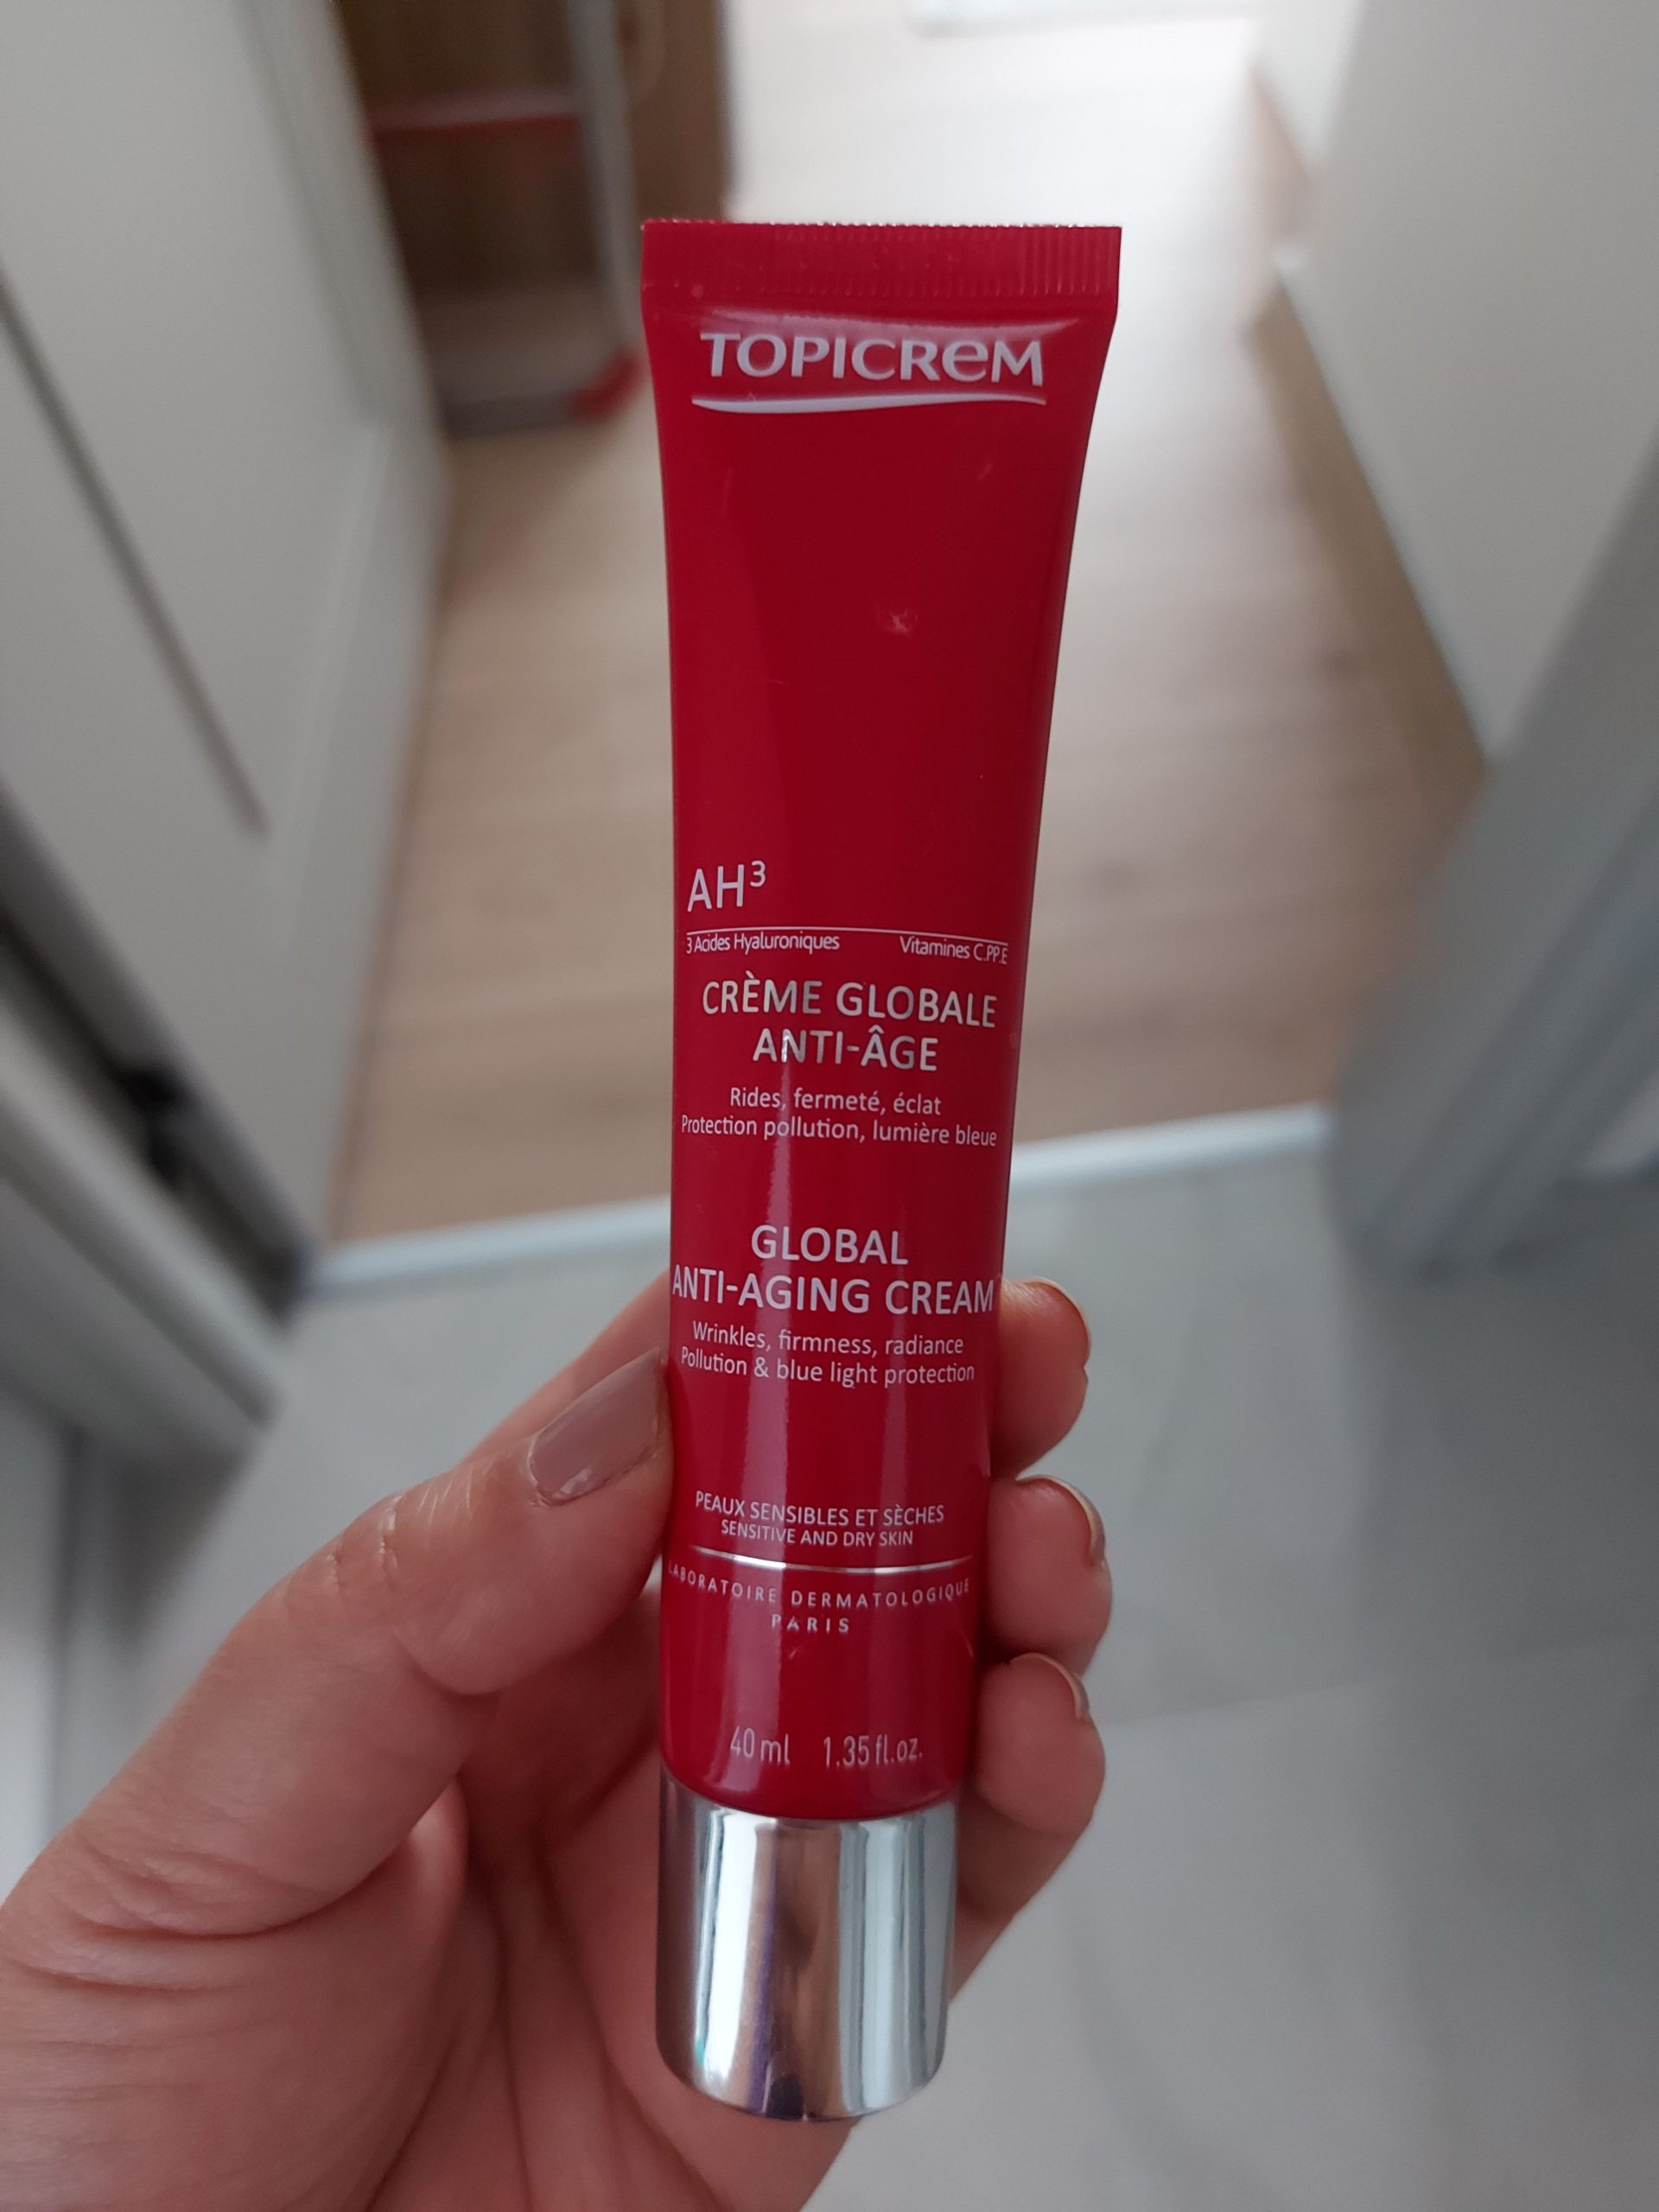 TOPICREM
AH³
3 Acides Hyaluroniques Vitamines C.PP.E
CRÈME GLOBALE
ANTI-ÂGE
Rides, fermeté, éclat
Protection pollution, lumière bleue
GLOBAL
ANTI-AGING CREAM
Wrinkles, firmness, radiance
Pollution & blue light protection
PEAUX SENSIBLES ET SÈCHES
SENSITIVE AND DRY SKIN
LABORATOIRE DERMATOLOGIQUE
PARIS
40 ml 1.35 fl.oz.